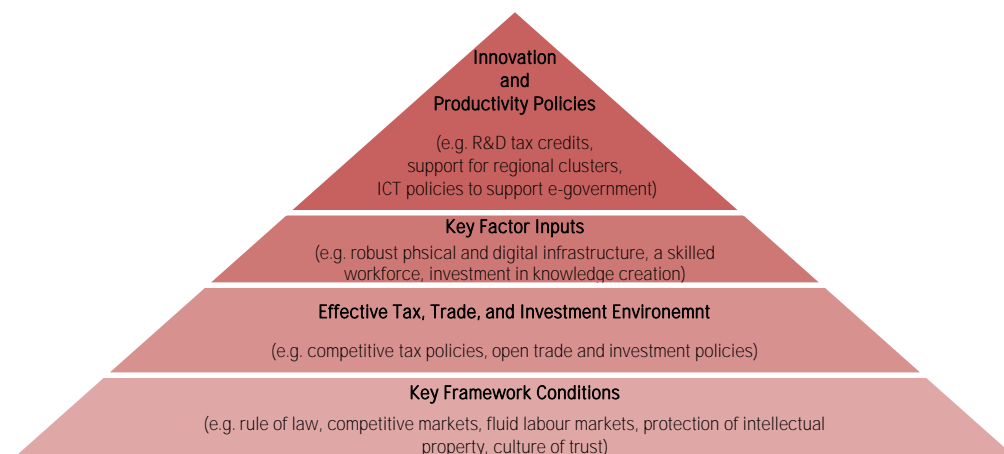 Innovation
and
Productivity Policies
(e.g. R&D tax credits,
support for regional clusters,
ICT policies to support e-government)
Key Factor Inputs
(e.g. robust phsical and digital infrastructure, a skilled
workforce, investment in knowledge creation)
Effective Tax, Trade, and Investment Environemnt
(e.g. competitive tax policies, open trade and investment policies)
Key Framework Conditions
(e.g. rule of law, competitive markets, fluid labour markets, protection of intellectual
property, culture of trust)